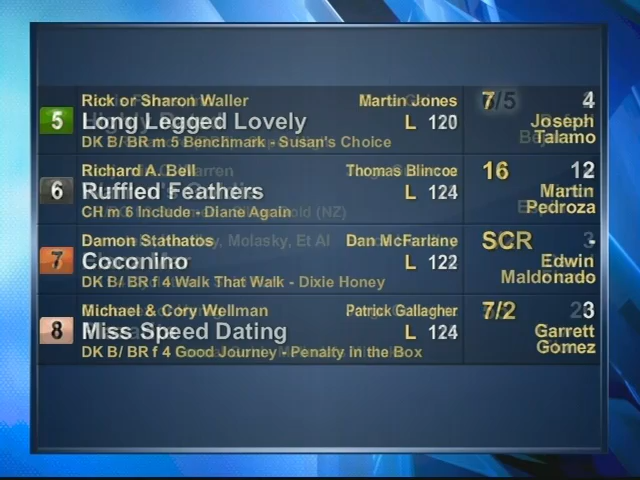 Rick or Sharon Waller Martin Jones 7 4
5 Long Legged Lovely L 120 Joseph Talamo
DK B/ BR m 5 Benchmark - Susan's Choice
Richard A. Bell Thomas Blincoe 16 12
6 Ruffled Feathers L 124 Martin Pedroza
CH m 6 Include - Diane Again
Damon Stathatos Dan McFarlane SCR -
7 Coconino L 122 Edwin Maldonado
DK B/ BR f 4 Walk That Walk - Dixie Honey
Michael & Cory Wellman Patrick Gallagher 7/2 3
8 Miss Speed Dating L 124 Garrett Gomez
DK B/ BR f 4 Good Journey - Penalty in the Box